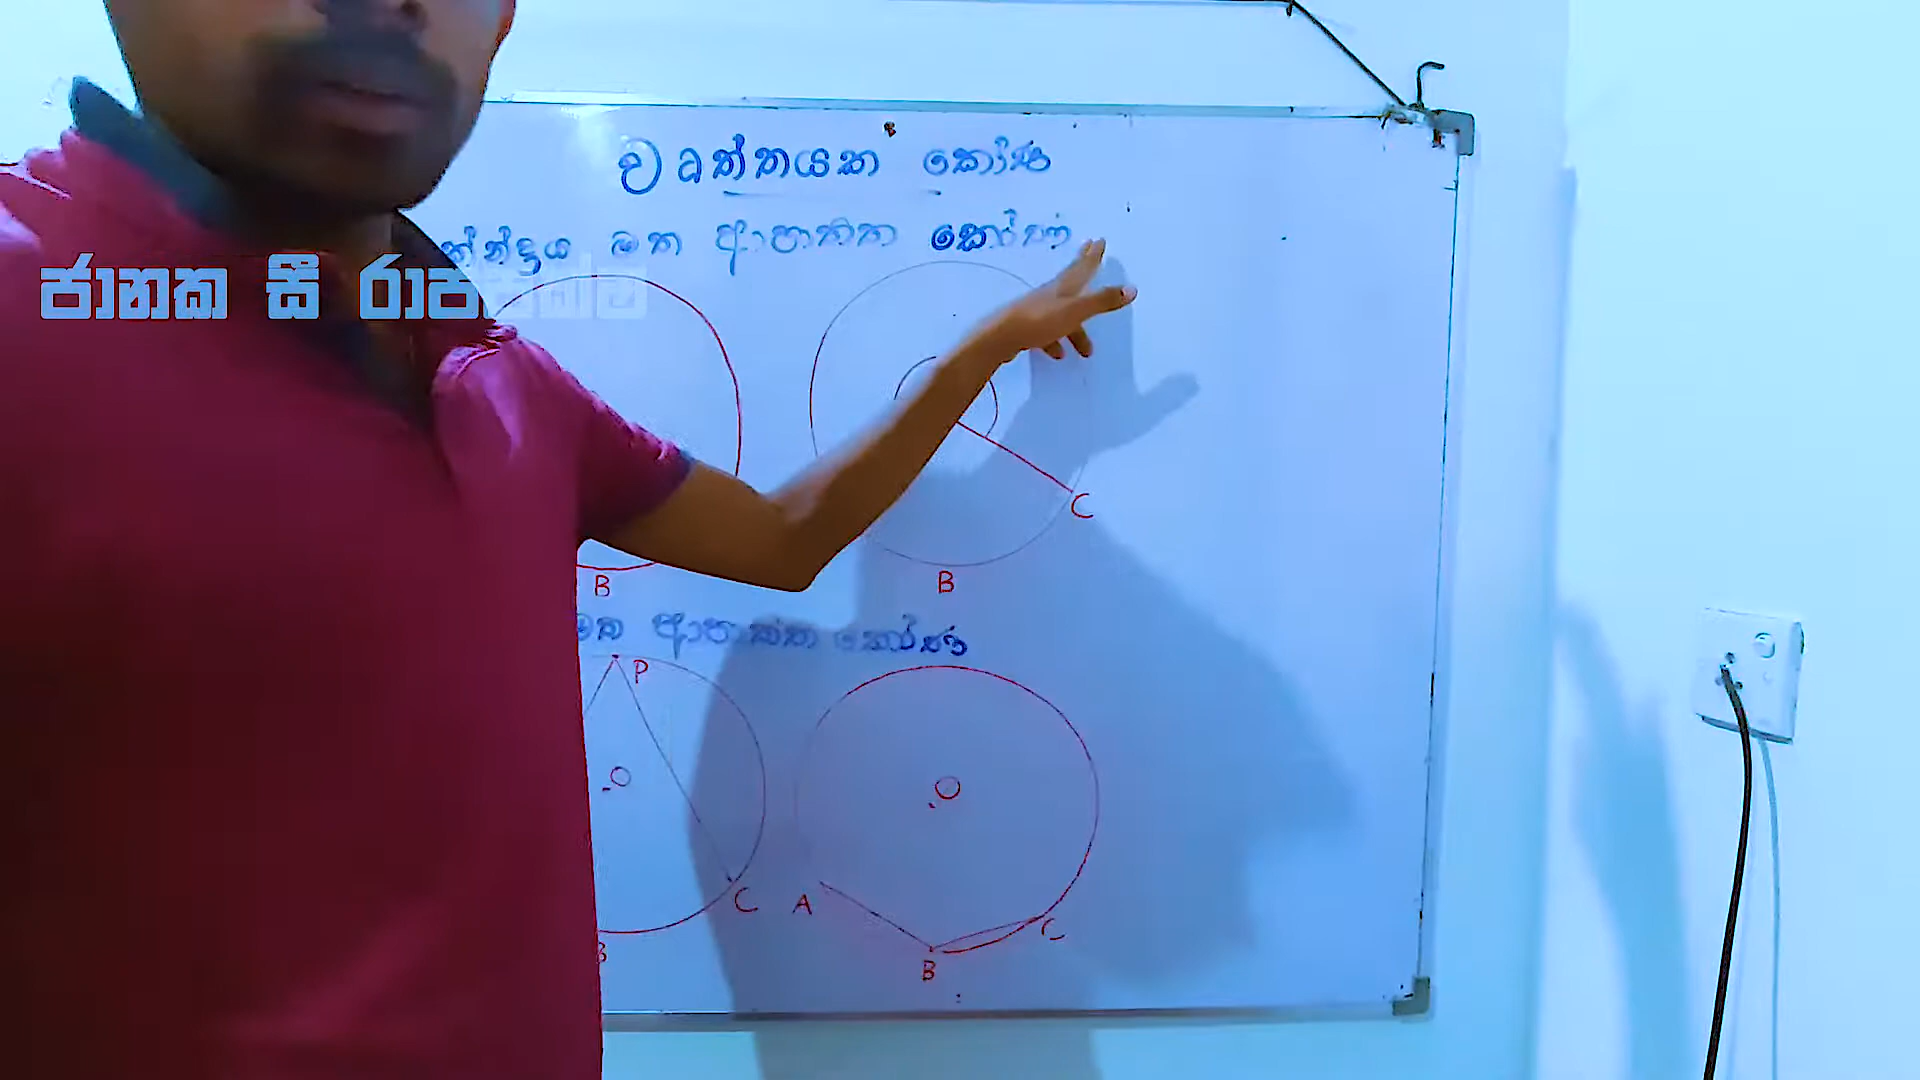 වෘත්තයක කෝණ
කේන්ද්‍රය මත ආපාතිත කෝණ
ජානක සී රාජපක්ෂ
C
B
B
මත ආපාතිත කෝණ
P
O
O
C
A
C
B
B